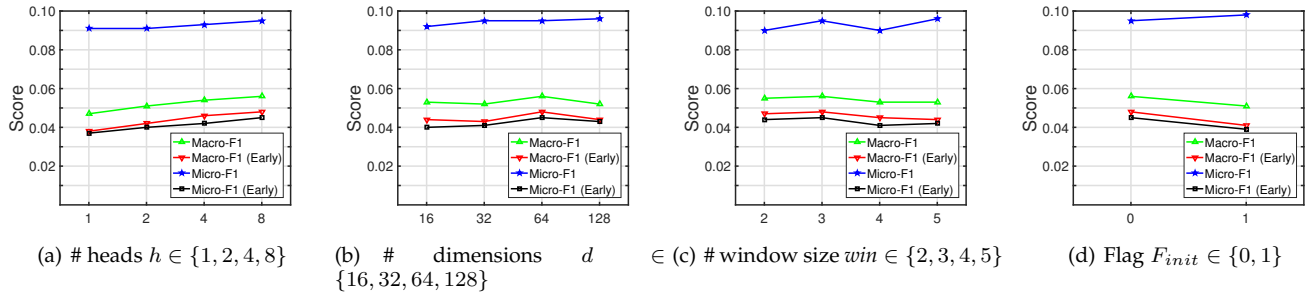 0.10
0.08
0.06
0.04
0.02
Score
1 2 4 8
Macro-F1
Macro-F1 (Early)
Micro-F1
Micro-F1 (Early)
(a) # heads h ∈ {1, 2, 4, 8}
0.10
0.08
0.06
0.04
0.02
Score
16 32 64 128
Macro-F1
Macro-F1 (Early)
Micro-F1
Micro-F1 (Early)
(b) # dimensions d ∈
{16, 32, 64, 128}
0.10
0.08
0.06
0.04
0.02
Score
2 3 4 5
Macro-F1
Macro-F1 (Early)
Micro-F1
Micro-F1 (Early)
(c) # window size win ∈ {2, 3, 4, 5}
0.10
0.08
0.06
0.04
0.02
Score
0 1
Macro-F1
Macro-F1 (Early)
Micro-F1
Micro-F1 (Early)
(d) Flag F_init ∈ {0, 1}